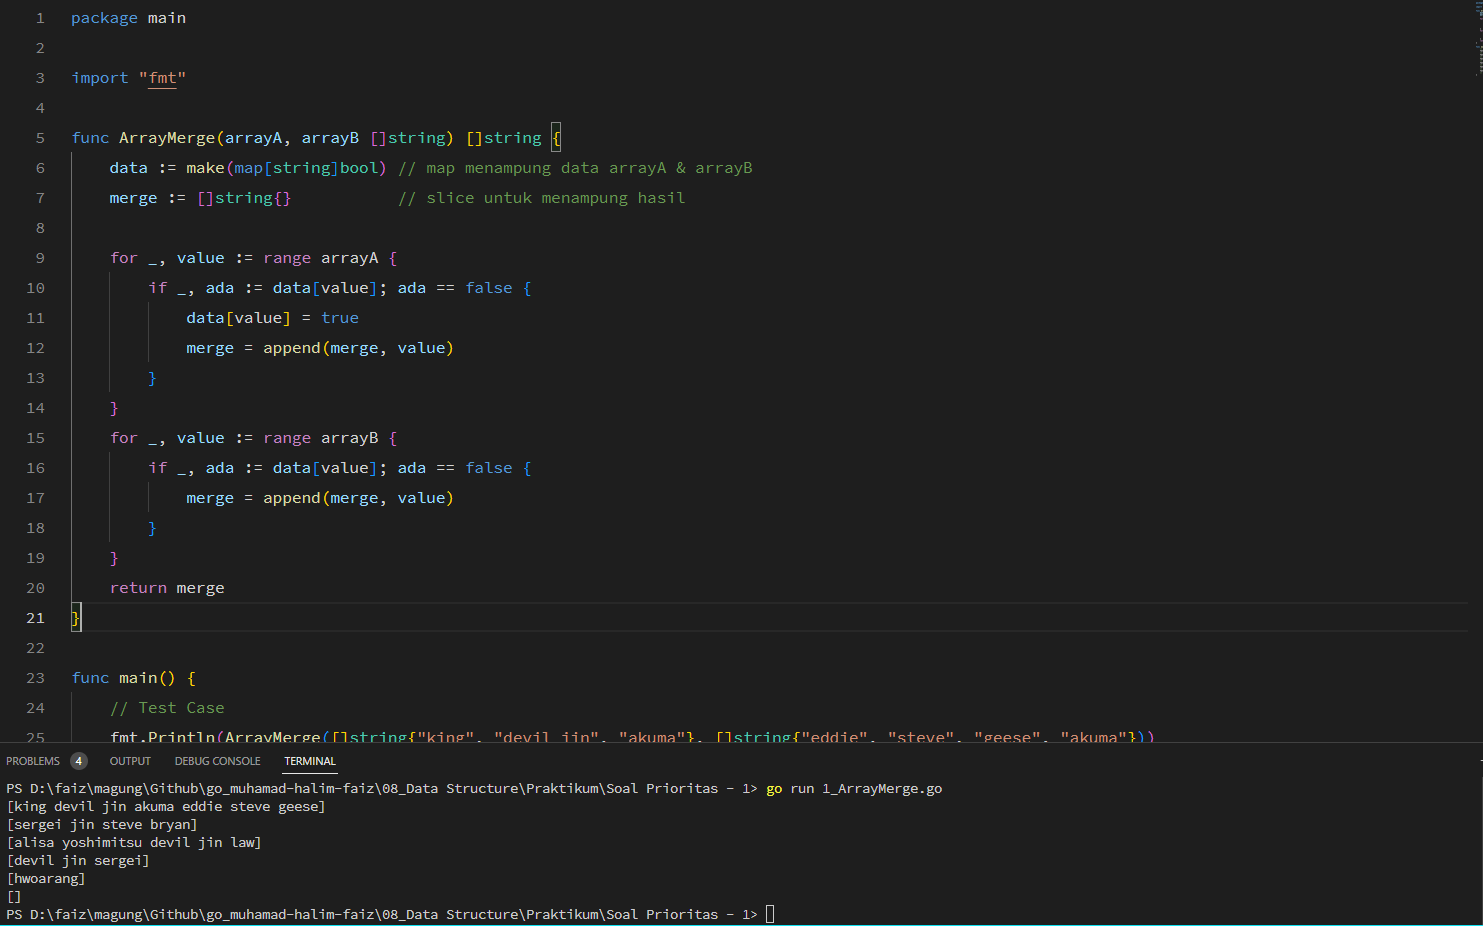 1 package main
2
3 import "fmt"
4
5 func ArrayMerge(arrayA, arrayB []string) []string {
6 data := make(map[string]bool) // map menampung data arrayA & arrayB
7 merge := []string{} // slice untuk menampung hasil
8
9 for _, value := range arrayA {
10 if _, ada := data[value]; ada == false {
11 data[value] = true
12 merge = append(merge, value)
13 }
14 }
15 for _, value := range arrayB {
16 if _, ada := data[value]; ada == false {
17 merge = append(merge, value)
18 }
19 }
20 return merge
21 }
22
23 func main() {
24 // Test Case
25 fmt.Println(ArrayMerge([]string{"king", "devil jin", "akuma"}, []string{"eddie", "steve", "geese", "akuma"}))
PROBLEMS 4 OUTPUT DEBUG CONSOLE TERMINAL
PS D:\faiz\magung\Github\go_muhamad-halim-faiz\08_Data Structure\Praktikum\Soal Prioritas - 1> go run 1_ArrayMerge.go
[king devil jin akuma eddie steve geese]
[sergei jin steve bryan]
[alisa yoshimitsu devil jin law]
[devil jin sergei]
[hwoarang]
[]
PS D:\faiz\magung\Github\go_muhamad-halim-faiz\08_Data Structure\Praktikum\Soal Prioritas - 1>